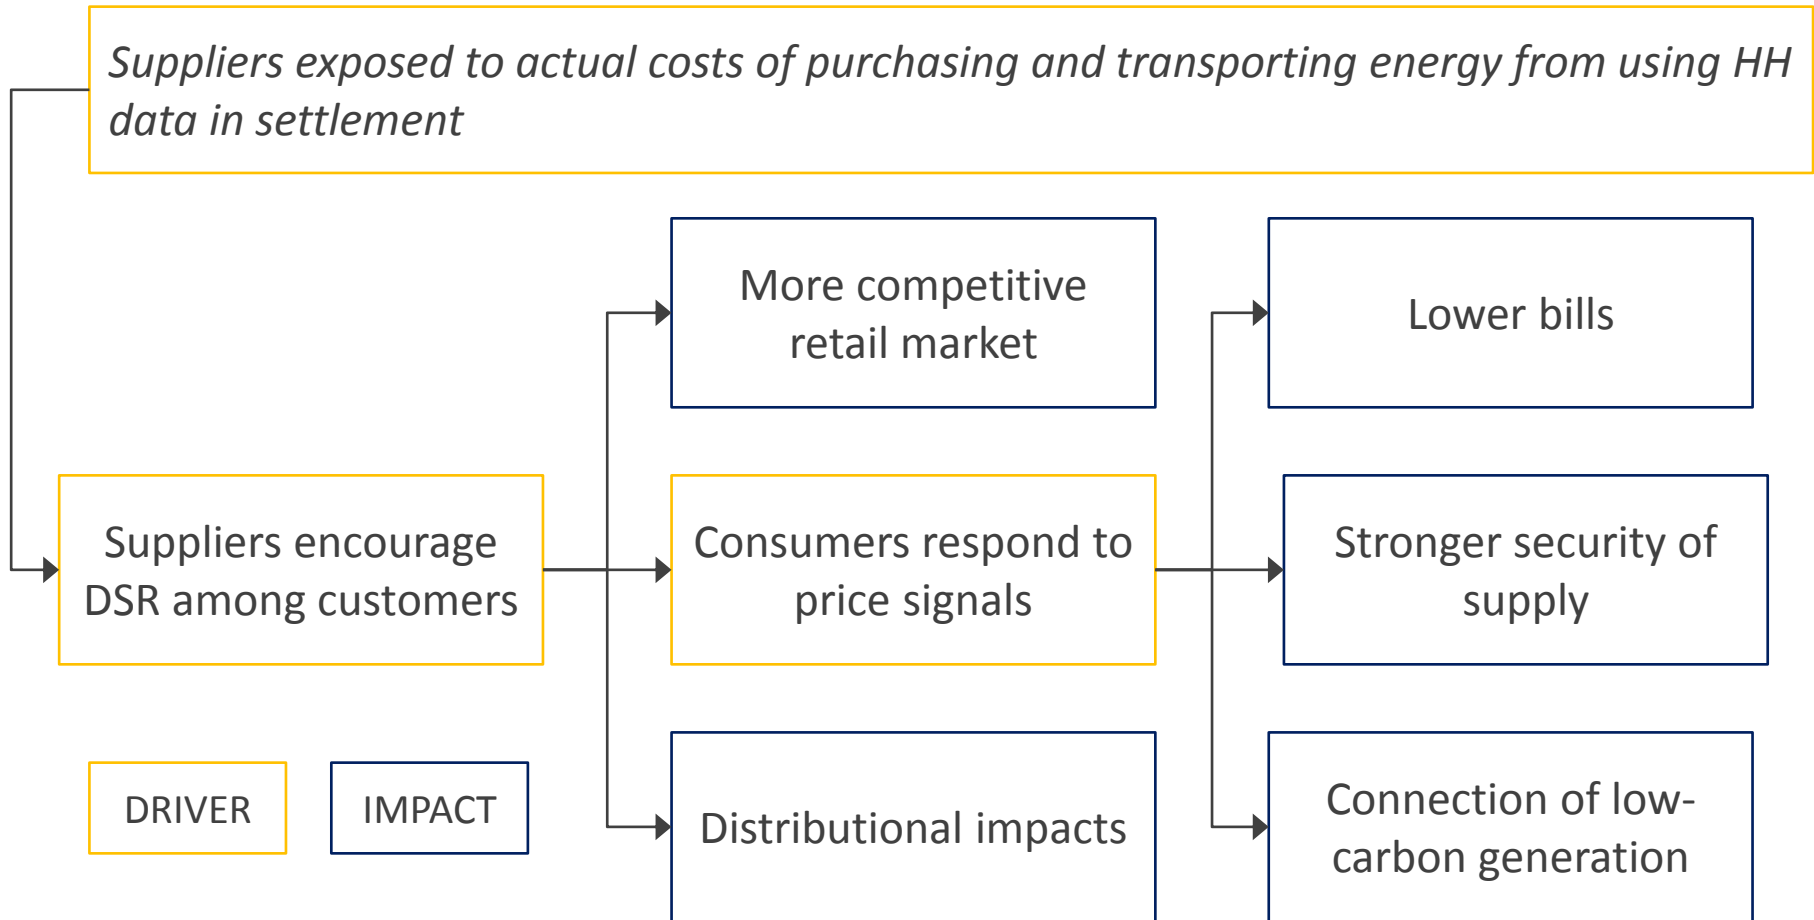 Suppliers exposed to actual costs of purchasing and transporting energy from using HH
data in settlement
More competitive
retail market
Lower bills
Suppliers encourage
DSR among customers
Consumers respond to
price signals
Stronger security of
supply
DRIVER
IMPACT
Distributional impacts
Connection of low-
carbon generation